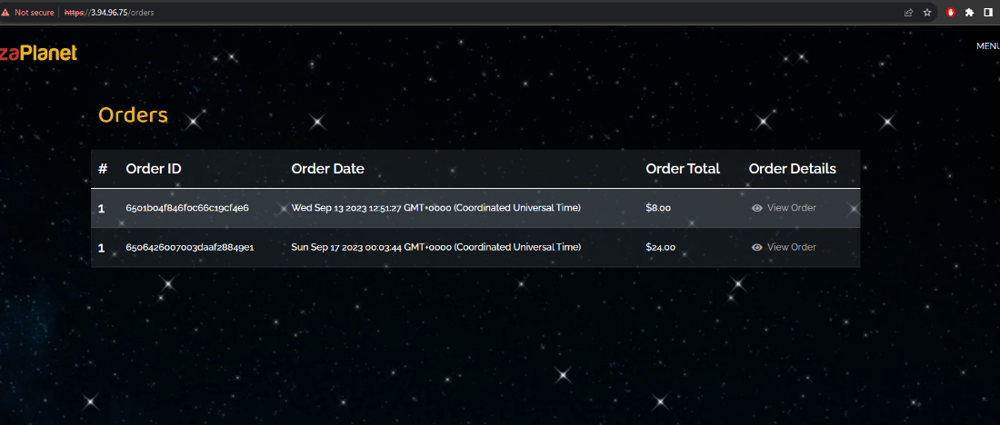 Not secure https://3.94.96.75/orders
zaPlanet
MENU
Orders
# Order ID Order Date Order Total Order Details
1 6501b04f846f0c66c19cf4e6 Wed Sep 13 2023 12:51:27 GMT+0000 (Coordinated Universal Time) $8.00 View Order
1 6506426007003daaf28849e1 Sun Sep 17 2023 00:03:44 GMT+0000 (Coordinated Universal Time) $24.00 View Order